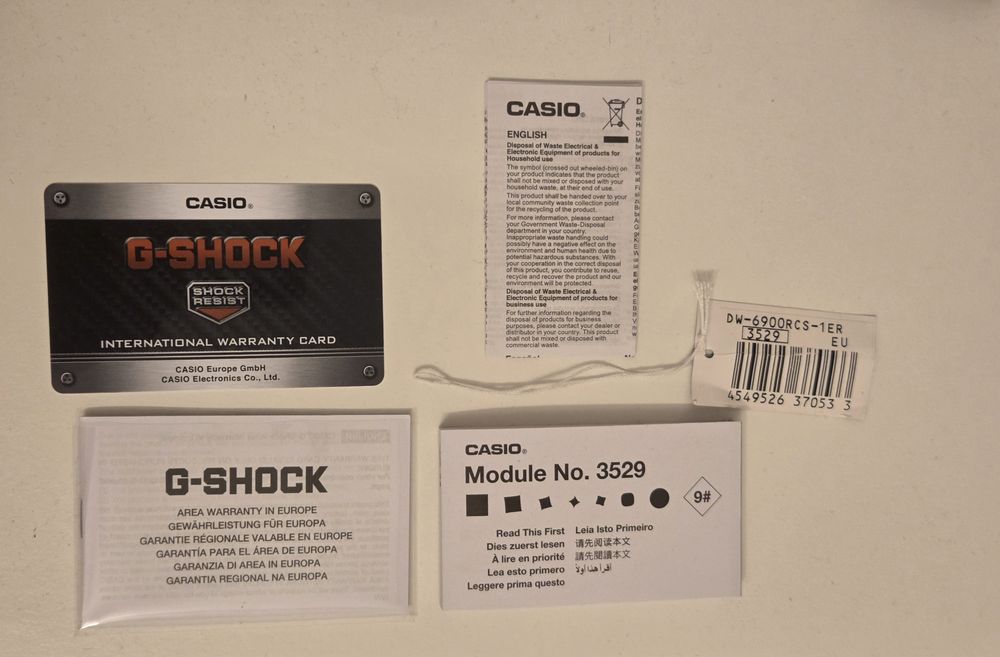 CASIO®
G-SHOCK
SHOCK
RESIST
INTERNATIONAL WARRANTY CARD
CASIO Europe GmbH
CASIO Electronics Co., Ltd.
CASIO®
ENGLISH
Disposal of Waste Electrical &
Electronic Equipment of products for
Household use
The symbol (crossed out wheeled-bin) on
your product indicates that the product
shall not be mixed or disposed with your
household waste, at their end of use.
This product shall be handed over to your
local community waste collection point
for the recycling of the product.
For more information, please contact
your Government Waste-Disposal
department in your country.
Inappropriate waste handling could
possibly have a negative effect on the
environment and human health due to
potential hazardous substances. With
your cooperation in the correct disposal
of this product, you contribute to reuse,
recycle and recover the product and our
environment will be protected.
Disposal of Waste Electrical &
Electronic Equipment of products for
business use
For further information regarding the
disposal of products for business
purposes, please contact your dealer or
distributor in your country. This product
shall not be mixed or disposed with
commercial waste.
Español
DW-6900RCS-1ER
3529 EU
4549526 37053 3
G-SHOCK
AREA WARRANTY IN EUROPE
GEWÄHRLEISTUNG FÜR EUROPA
GARANTIE RÉGIONALE VALABLE EN EUROPE
GARANTÍA PARA EL ÁREA DE EUROPA
GARANZIA DI AREA IN EUROPA
GARANTIA REGIONAL NA EUROPA
CASIO®
Module No. 3529
9#
Read This First Leia Isto Primeiro
Dies zuerst lesen 请先阅读本文
À lire en priorité 請先閱讀本文
Lea esto primero اقرأ هذا أولاً
Leggere prima questo